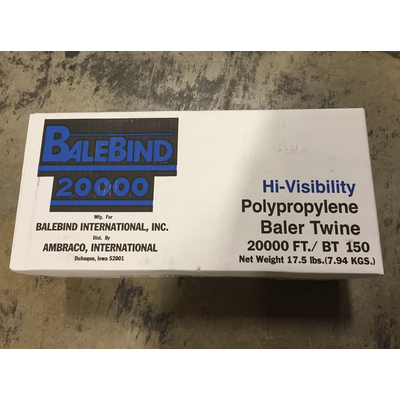 BALEBIND
20000
Mfg. For
BALEBIND INTERNATIONAL, INC.
Dist. By
AMBRACO, INTERNATIONAL
Dubuque, Iowa 52001
Hi-Visibility
Polypropylene
Baler Twine
20000 FT./ BT 150
Net Weight 17.5 lbs.(7.94 KGS.)